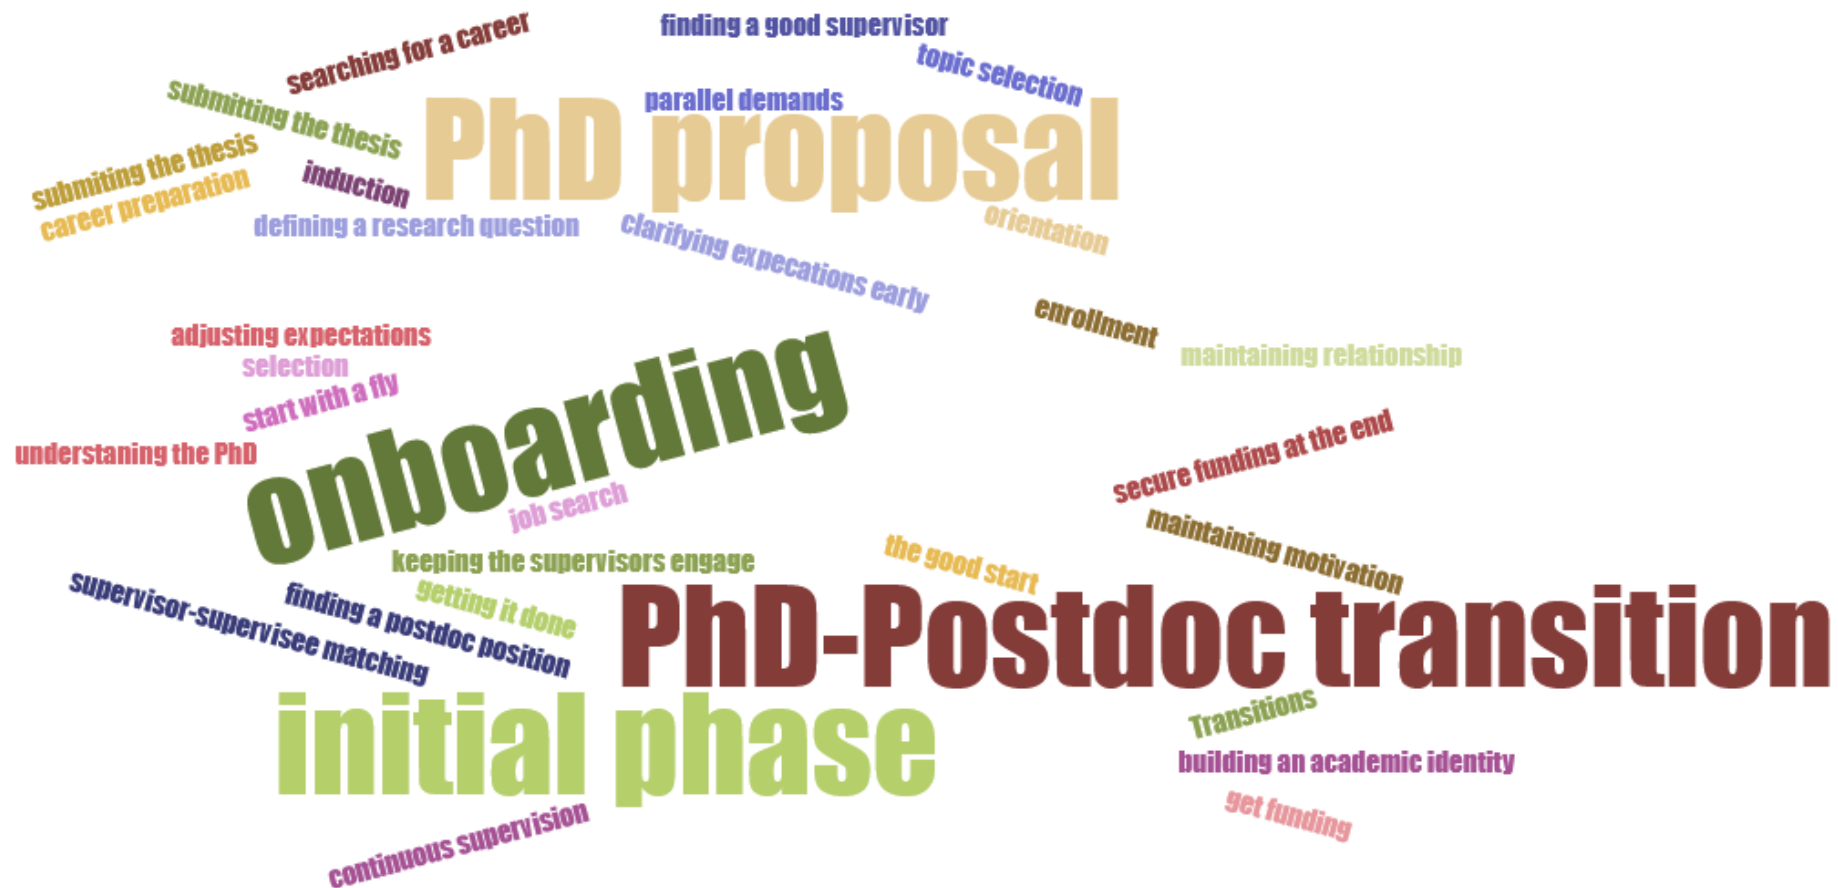 searching for a career
finding a good supervisor
topic selection
submitting the thesis
parallel demands
PhD proposal
submiting the thesis
induction
career preparation
defining a research question
clarifying expecations early
orientation
enrollment
adjusting expectations
maintaining relationship
selection
start with a fly
onboarding
understaning the PhD
secure funding at the end
job search
maintaining motivation
keeping the supervisors engage
the good start
supervisor-supervisee matching
finding a postdoc position
getting it done
PhD-Postdoc transition
initial phase
Transitions
building an academic identity
get funding
continuous supervision